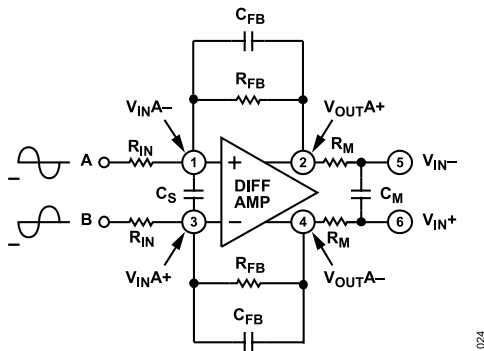 CFB
RFB
VINA–
VOUTA+
RIN
RM
A
1
+
2
5
VIN–
CS
DIFF
AMP
CM
B
3
–
4
6
VIN+
RIN
RM
VINA+
RFB
VOUTA–
CFB
024